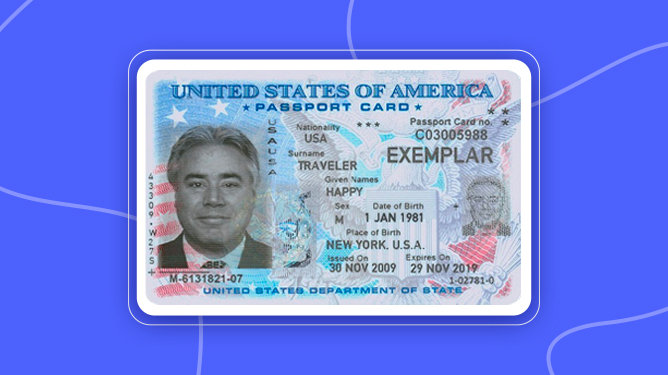 UNITED STATES OF AMERICA
★ PASSPORT CARD ★
Nationality
USA
* * *
Passport Card no.
C03005988
* *
*
USAUSA
Surname
TRAVELER
EXEMPLAR
Given Names
HAPPY
Sex
M
Date of Birth
1 JAN 1981
Place of Birth
NEW YORK, U.S.A.
Issued On
30 NOV 2009
Expires On
29 NOV 2019
M-6131821-07
1-02781-0
UNITED STATES DEPARTMENT OF STATE